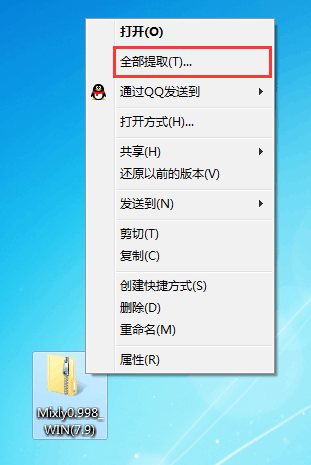 打开(O)
全部提取(T)...
通过QQ发送到
打开方式(H)...
共享(H)
还原以前的版本(V)
发送到(N)
剪切(T)
复制(C)
创建快捷方式(S)
删除(D)
重命名(M)
属性(R)
Mixly0.998_
WIN(7.9)